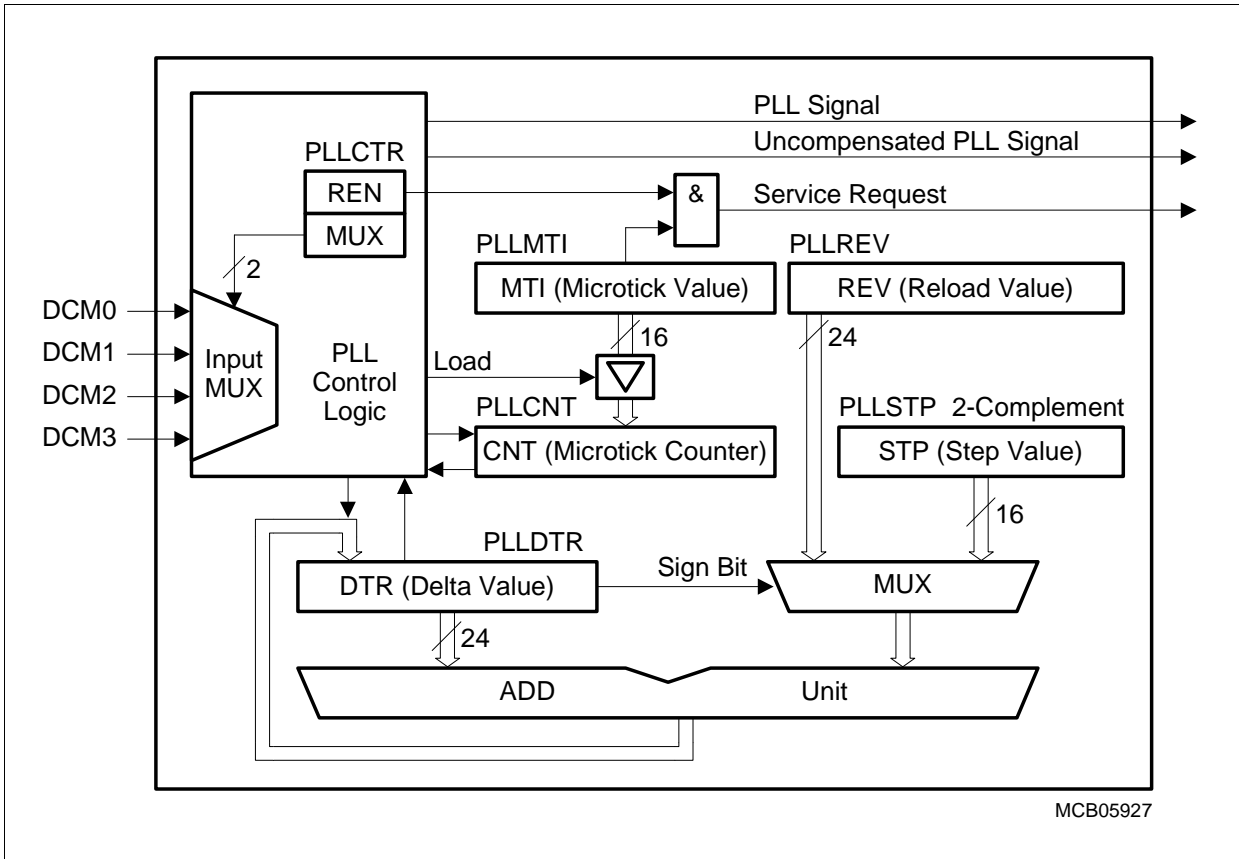 PLL Signal
Uncompensated PLL Signal
PLLCTR
REN
&
Service Request
MUX
PLLMTI
PLLREV
2
MTI (Microtick Value)
REV (Reload Value)
DCM0
DCM1
DCM2
DCM3
Input
MUX
PLL
Control
Logic
16
24
Load
PLLCNT
PLLSTP 2-Complement
CNT (Microtick Counter)
STP (Step Value)
16
PLLDTR
Sign Bit
DTR (Delta Value)
MUX
24
ADD
Unit
MCB05927